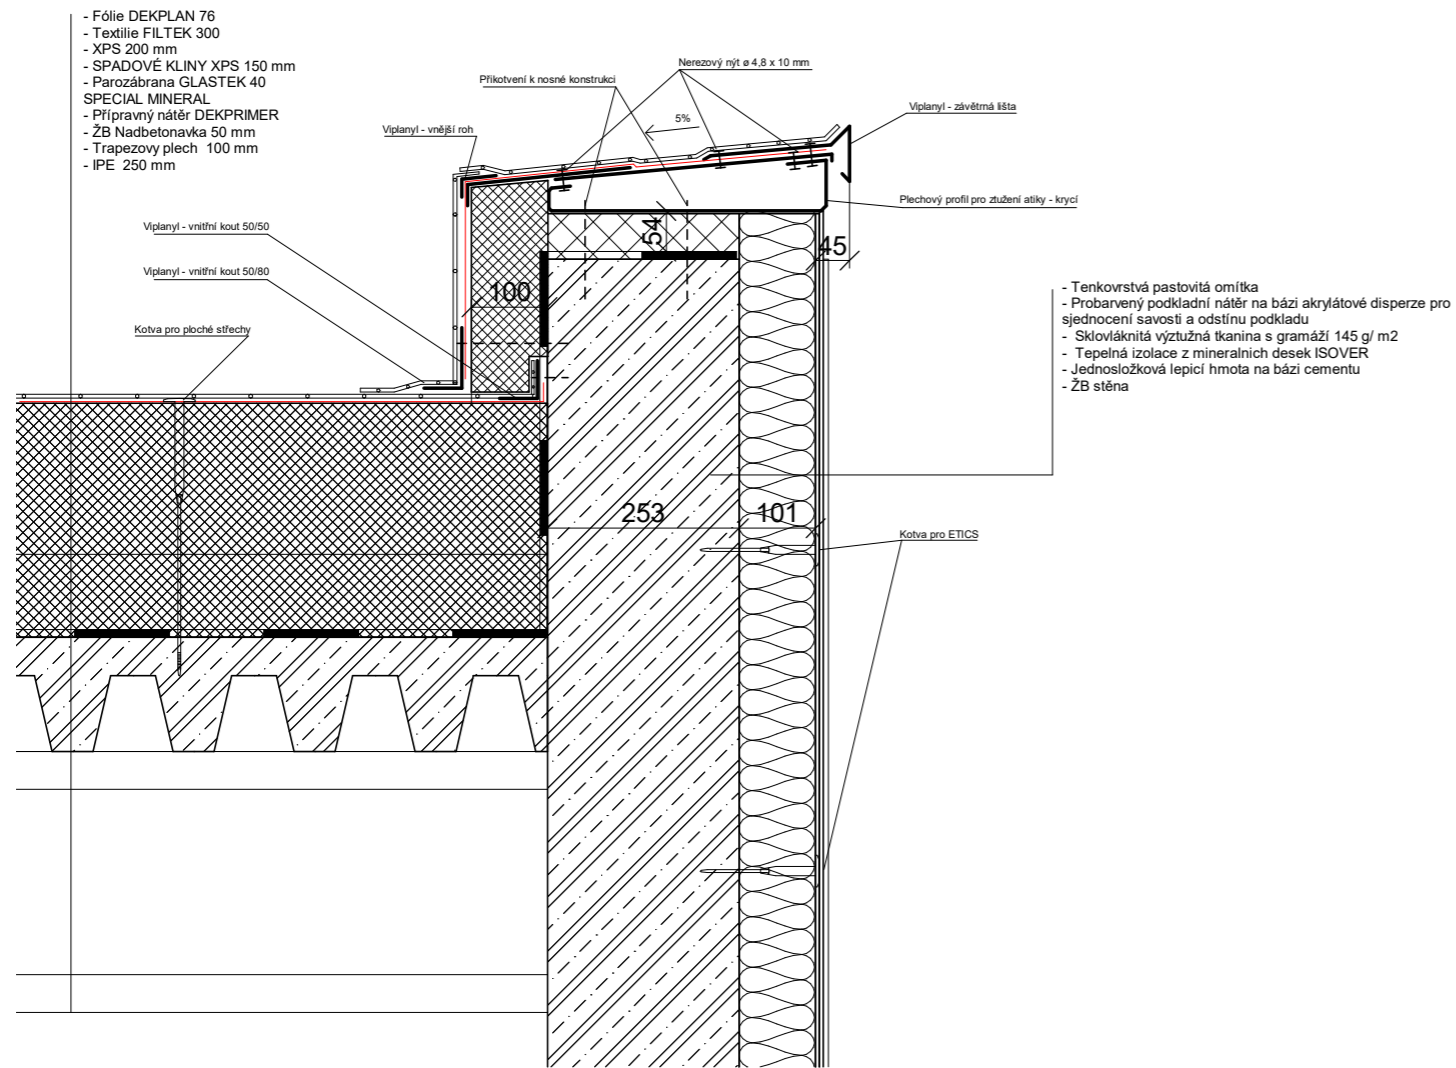 - Fólie DEKPLAN 76
- Textilie FILTEK 300
- XPS 200 mm
- SPADOVÉ KLINY XPS 150 mm
- Parozábrana GLASTEK 40
SPECIAL MINERAL
- Přípravný nátěr DEKPRIMER
- ŽB Nadbetonavka 50 mm
- Trapezovy plech  100 mm
- IPE  250 mm
Nerezový nýt ø 4,8 x 10 mm
Přikotvení k nosné konstrukci
Viplanyl - závětrná lišta
5%
Viplanyl - vnější roh
Plechový profil pro ztužení atiky - krycí
Viplanyl - vnitřní kout 50/50
54
45
Viplanyl - vnitřní kout 50/80
100
Kotva pro ploché střechy
- Tenkovrstvá pastovitá omítka
- Probarvený podkladní nátěr na bázi akrylátové disperze pro
sjednocení savosti a odstínu podkladu
-  Sklovláknitá výztužná tkanina s gramáží 145 g/ m2
-  Tepelná izolace z mineralnich desek ISOVER
- Jednosložková lepicí hmota na bázi cementu
- ŽB stěna
253
101
Kotva pro ETICS